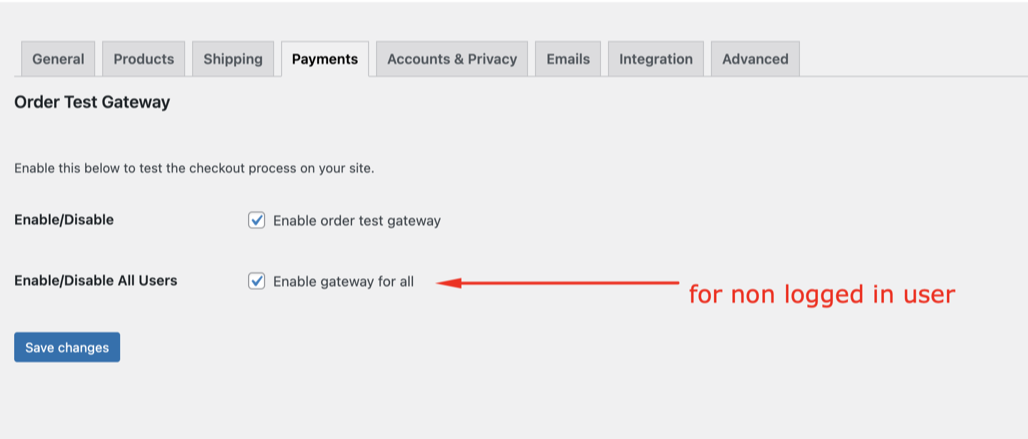 General Products Shipping Payments Accounts & Privacy Emails Integration Advanced
Order Test Gateway
Enable this below to test the checkout process on your site.
Enable/Disable Enable order test gateway
Enable/Disable All Users Enable gateway for all
for non logged in user
Save changes